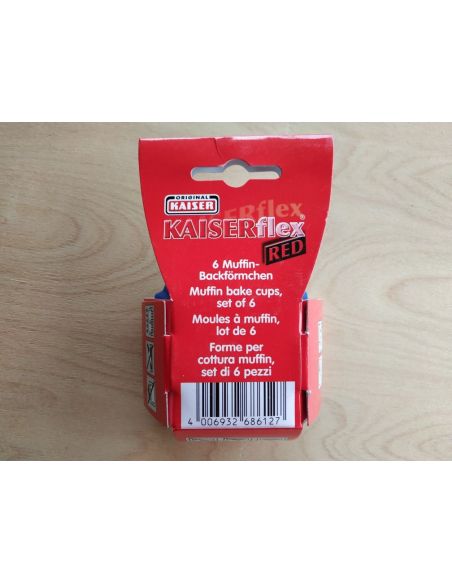 ORIGINAL
KAISER
KAISERflex®
RED
6 Muffin-
Backförmchen
Muffin bake cups,
set of 6
Moules à muffin,
lot de 6
Forme per
cottura muffin,
set di 6 pezzi
4 006932 686127